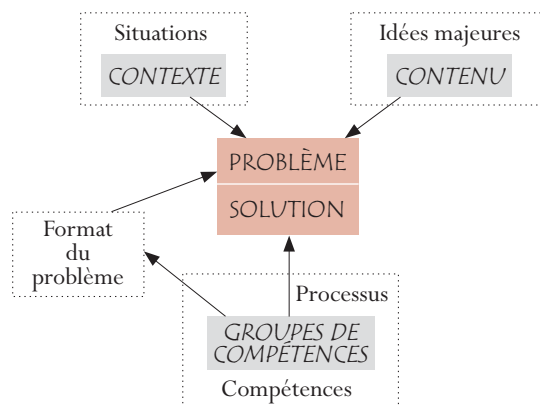 Situations
CONTEXTE
Idées majeures
CONTENU
PROBLÈME
SOLUTION
Format
du
problème
Processus
GROUPES DE
COMPÉTENCES
Compétences